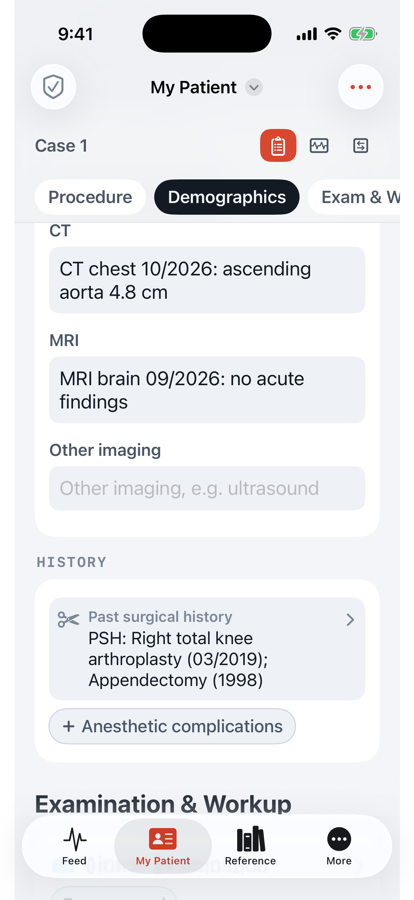 9:41
My Patient
Case 1
Procedure
Demographics
Exam & W
CT
CT chest 10/2026: ascending
aorta 4.8 cm
MRI
MRI brain 09/2026: no acute
findings
Other imaging
Other imaging, e.g. ultrasound
HISTORY
Past surgical history
PSH: Right total knee
arthroplasty (03/2019);
Appendectomy (1998)
+ Anesthetic complications
Examination & Workup
Feed
My Patient
Reference
More